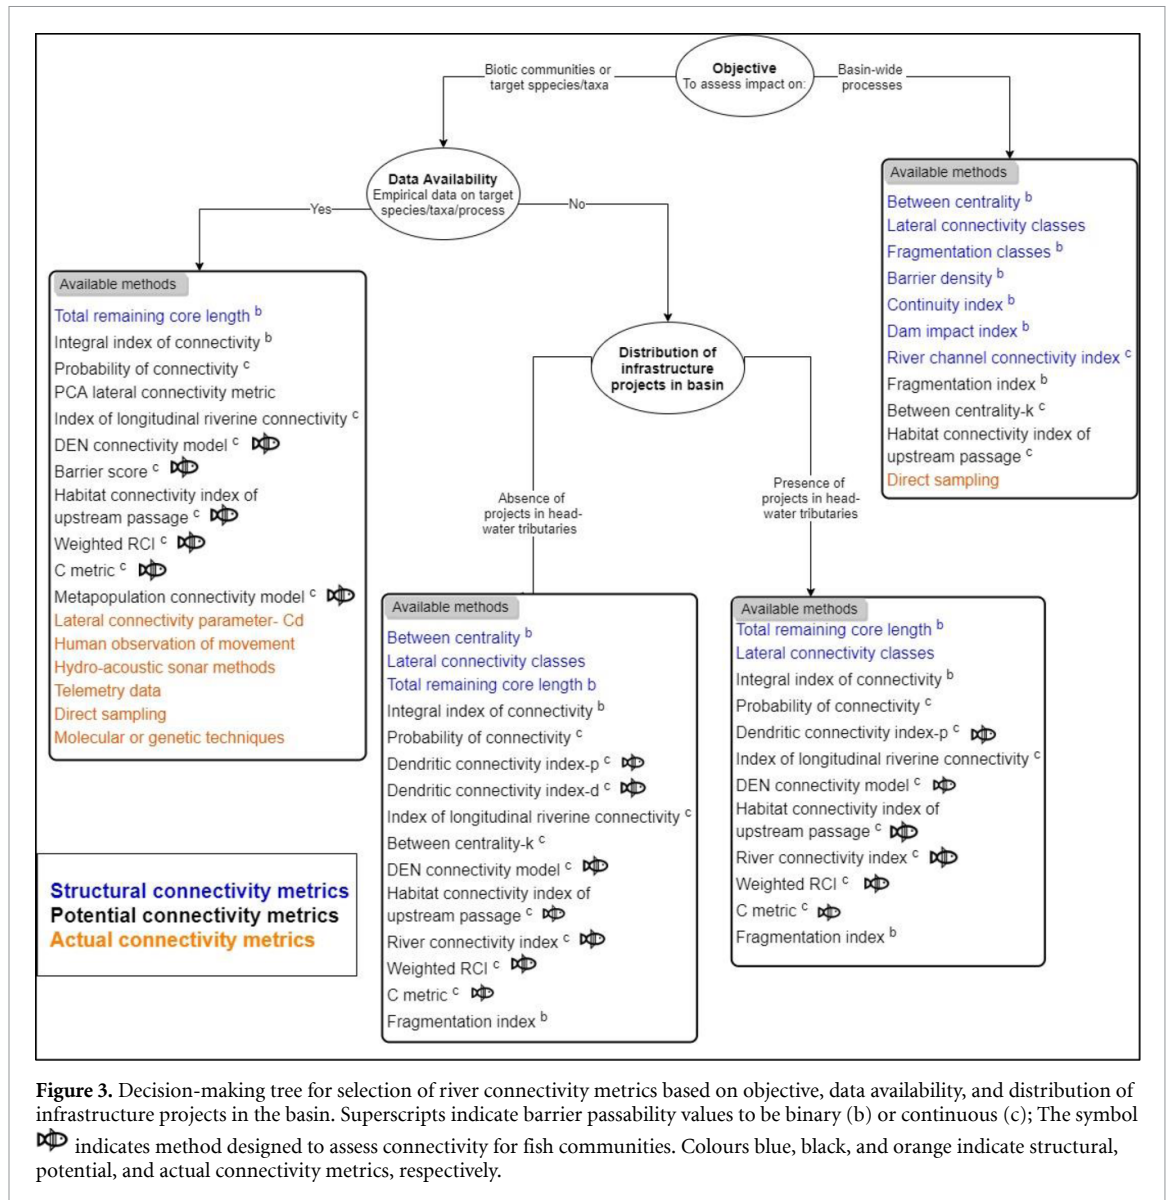 Objective
To assess impact on:
Biotic communities or
target sppecies/taxa
Basin-wide
processes
Data Availability
Empirical data on target
species/taxa/process
Yes
No
Available methods
Between centrality b
Lateral connectivity classes
Fragmentation classes b
Barrier density b
Continuity index b
Dam impact index b
River channel connectivity index c
Fragmentation index b
Between centrality-k c
Habitat connectivity index of
upstream passage c
Direct sampling
Available methods
Total remaining core length b
Integral index of connectivity b
Probability of connectivity c
PCA lateral connectivity metric
Index of longitudinal riverine connectivity c
DEN connectivity model c
Barrier score c
Habitat connectivity index of
upstream passage c
Weighted RCI c
C metric c
Metapopulation connectivity model c
Lateral connectivity parameter- Cd
Human observation of movement
Hydro-acoustic sonar methods
Telemetry data
Direct sampling
Molecular or genetic techniques
Distribution of
infrastructure
projects in basin
Absence of
projects in head-
water tributaries
Presence of
projects in head-
water tributaries
Available methods
Between centrality b
Lateral connectivity classes
Total remaining core length b
Integral index of connectivity b
Probability of connectivity c
Dendritic connectivity index-p c
Dendritic connectivity index-d c
Index of longitudinal riverine connectivity c
Between centrality-k c
DEN connectivity model c
Habitat connectivity index of
upstream passage c
River connectivity index c
Weighted RCI c
C metric c
Fragmentation index b
Available methods
Total remaining core length b
Lateral connectivity classes
Integral index of connectivity b
Probability of connectivity c
Dendritic connectivity index-p c
Index of longitudinal riverine connectivity c
DEN connectivity model c
Habitat connectivity index of
upstream passage c
River connectivity index c
Weighted RCI c
C metric c
Fragmentation index b
Structural connectivity metrics
Potential connectivity metrics
Actual connectivity metrics
Figure 3. Decision-making tree for selection of river connectivity metrics based on objective, data availability, and distribution of
infrastructure projects in the basin. Superscripts indicate barrier passability values to be binary (b) or continuous (c); The symbol
indicates method designed to assess connectivity for fish communities. Colours blue, black, and orange indicate structural,
potential, and actual connectivity metrics, respectively.